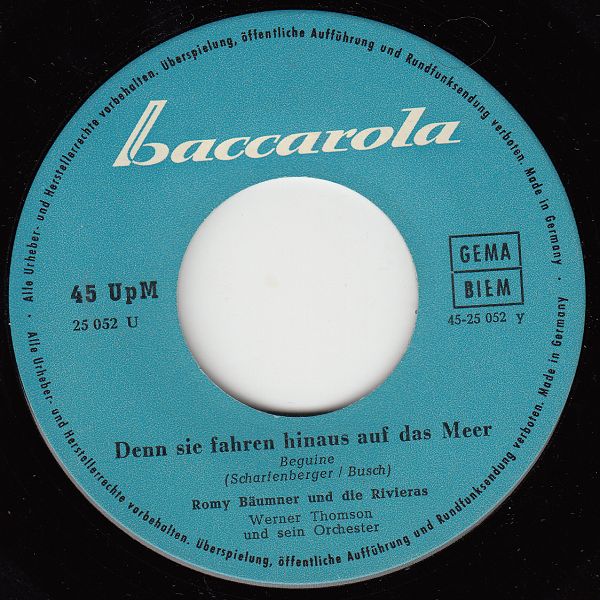 Alle Urheber- und Herstellerrechte vorbehalten. Überspielung, öffentliche Aufführung und Rundfunksendung verboten. Made in Germany ·
baccarola
45 UpM
25 052 U
GEMA
BIEM
45-25 052 y
Denn sie fahren hinaus auf das Meer
Beguine
(Scharfenberger / Busch)
Romy Bäumner und die Rivieras
Werner Thomson
und sein Orchester
Alle Urheber- und Herstellerrechte vorbehalten. Überspielung, öffentliche Aufführung und Rundfunksendung verboten. Made in Germany ·